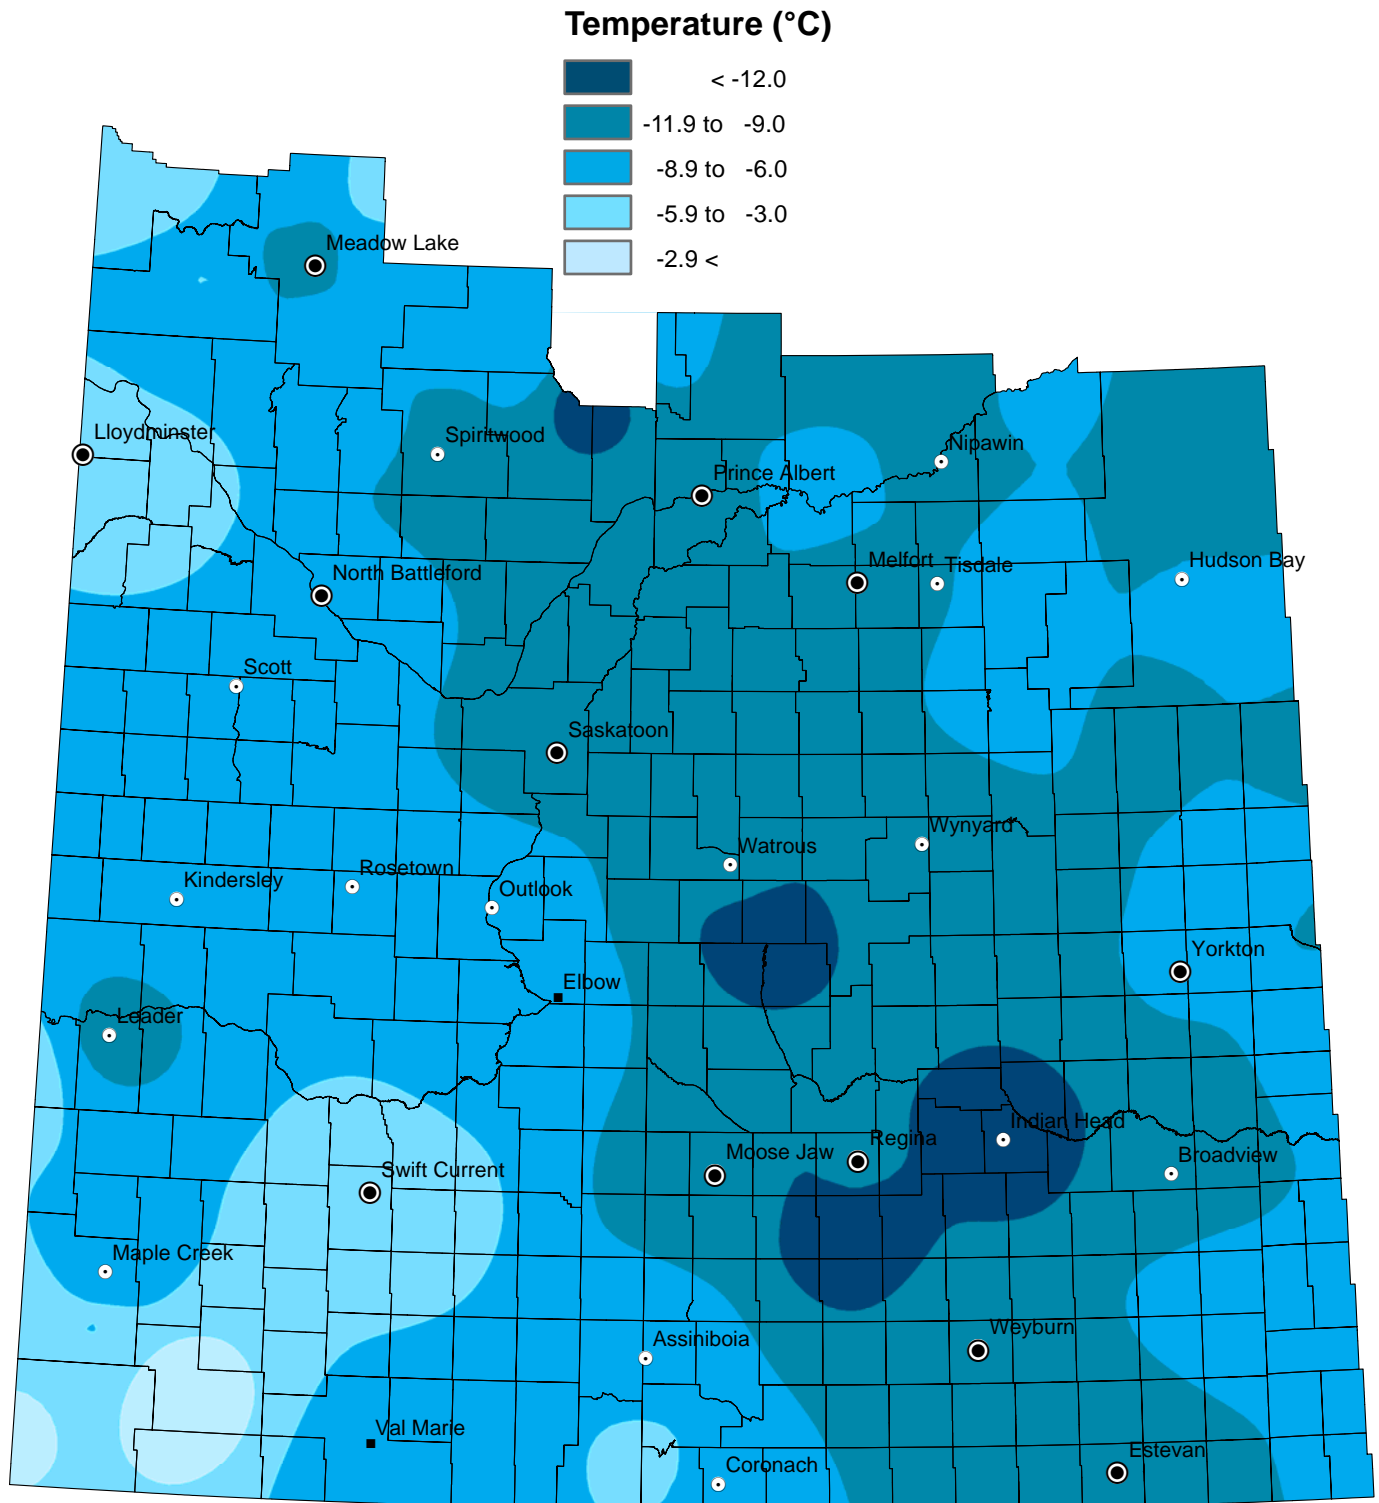 Temperature (°C)
< -12.0
-11.9 to -9.0
-8.9 to -6.0
-5.9 to -3.0
-2.9 <
Meadow Lake
Lloydminster
Spiritwood
Nipawin
Prince Albert
North Battleford
Melfort
Tisdale
Hudson Bay
Scott
Saskatoon
Watrous
Wynyard
Kindersley
Rosetown
Outlook
Yorkton
Elbow
Leader
Indian Head
Regina
Moose Jaw
Broadview
Swift Current
Maple Creek
Assiniboia
Weyburn
Val Marie
Coronach
Estevan